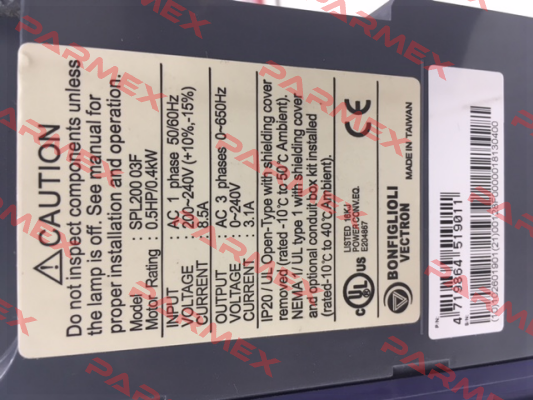 CAUTION
Do not inspect components unless
the lamp is off. See manual for
proper installation and operation.
Model : SPL200 03F
Motor Rating : 0.5HP/0.4kW
INPUT : AC 1 phase 50/60Hz
VOLTAGE : 200~240V (+10%,-15%)
CURRENT : 8.5A
OUTPUT : AC 3 phases 0~650Hz
VOLTAGE : 0~240V
CURRENT : 3.1A
IP20 / UL Open-Type with shielding cover
removed (rated -10°C to 50°C Ambient).
NEMA 1 / UL type 1 with shielding cover
and optional conduit box kit installed
(rated-10°C to 40°C Ambient).
C UL US LISTED 19KJ
POWER CONV.EQ.
E204867
CE
BONFIGLIOLI
VECTRON
MADE IN TAIWAN
P/N:
4 719864 519011
S/N:
PARMEX